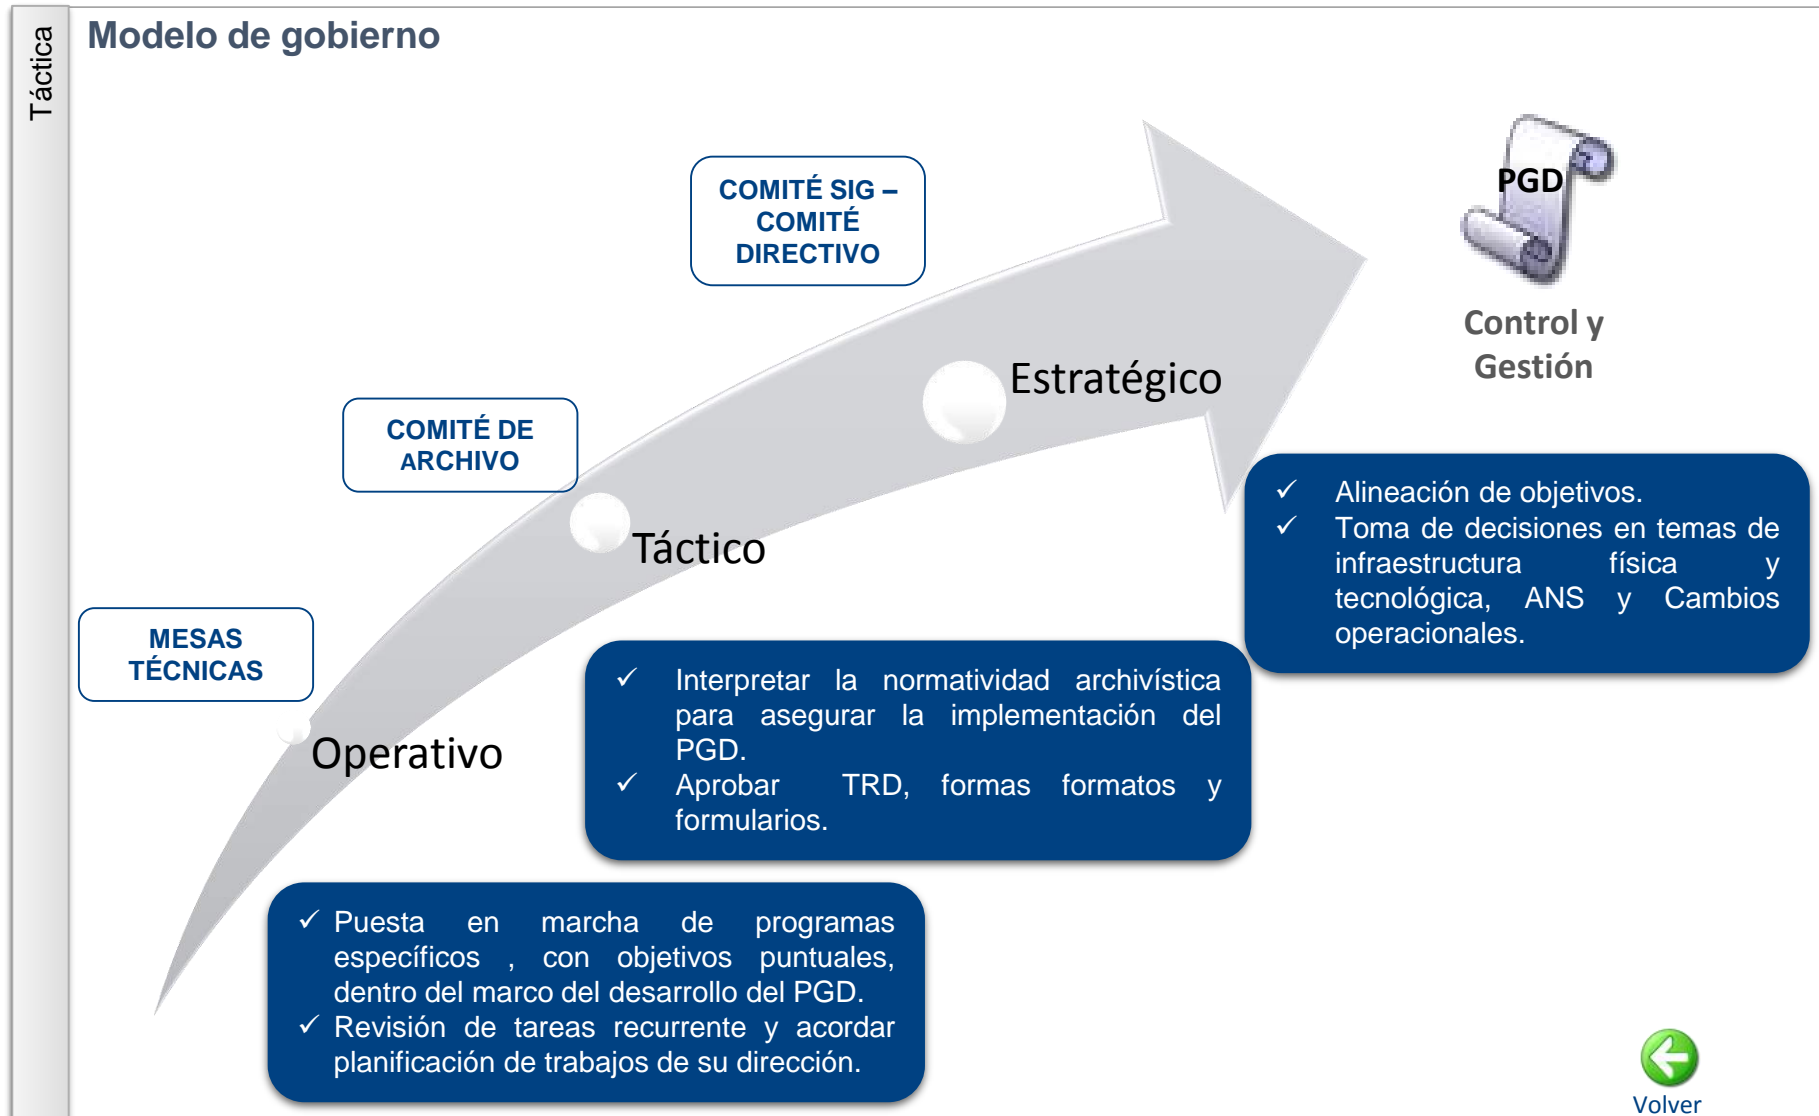 Táctica
Modelo de gobierno
COMITÉ SIG –
COMITÉ
DIRECTIVO
PGD
Control y
Gestión
Estratégico
COMITÉ DE
ARCHIVO
Táctico
MESAS
TÉCNICAS
Operativo
✓ Alineación de objetivos.
✓ Toma de decisiones en temas de
infraestructura física y
tecnológica, ANS y Cambios
operacionales.
✓ Interpretar la normatividad archivística
para asegurar la implementación del
PGD.
✓ Aprobar TRD, formas formatos y
formularios.
✓ Puesta en marcha de programas
específicos , con objetivos puntuales,
dentro del marco del desarrollo del PGD.
✓ Revisión de tareas recurrente y acordar
planificación de trabajos de su dirección.
Volver